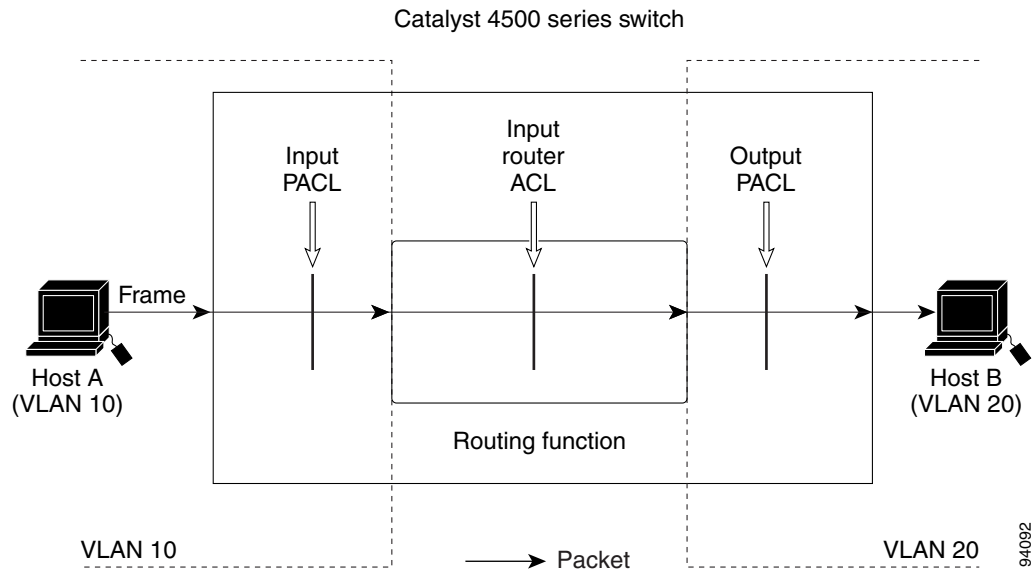 Catalyst 4500 series switch
Input
PACL
Input
router
ACL
Output
PACL
Frame
Host A
(VLAN 10)
Host B
(VLAN 20)
Routing function
VLAN 10
Packet
VLAN 20
94092